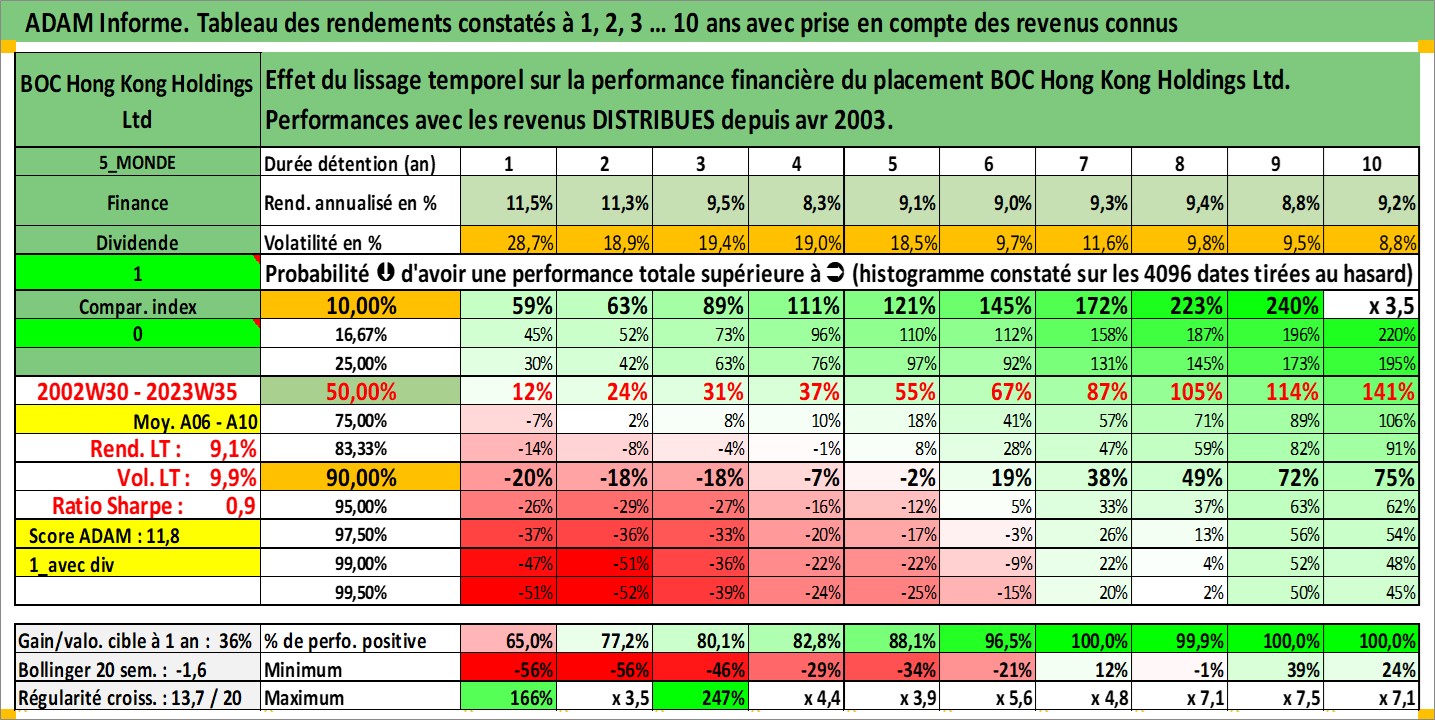 ADAM Informe. Tableau des rendements constatés à 1, 2, 3 ... 10 ans avec prise en compte des revenus connus
BOC Hong Kong Holdings Ltd
Effet du lissage temporel sur la performance financière du placement BOC Hong Kong Holdings Ltd.
Performances avec les revenus DISTRIBUES depuis avr 2003.
5_MONDE Durée détention (an) 1 2 3 4 5 6 7 8 9 10
Finance Rend. annualisé en % 11,5% 11,3% 9,5% 8,3% 9,1% 9,0% 9,3% 9,4% 8,8% 9,2%
Dividende Volatilité en % 28,7% 18,9% 19,4% 19,0% 18,5% 9,7% 11,6% 9,8% 9,5% 8,8%
1 Probabilité d'avoir une performance totale supérieure à (histogramme constaté sur les 4096 dates tirées au hasard)
Compar. index 10,00% 59% 63% 89% 111% 121% 145% 172% 223% 240% x 3,5
0 16,67% 45% 52% 73% 96% 110% 112% 158% 187% 196% 220%
25,00% 30% 42% 63% 76% 97% 92% 131% 145% 173% 195%
2002W30 - 2023W35 50,00% 12% 24% 31% 37% 55% 67% 87% 105% 114% 141%
Moy. A06 - A10 75,00% -7% 2% 8% 10% 18% 41% 57% 71% 89% 106%
Rend. LT : 9,1% 83,33% -14% -8% -4% -1% 8% 28% 47% 59% 82% 91%
Vol. LT : 9,9% 90,00% -20% -18% -18% -7% -2% 19% 38% 49% 72% 75%
Ratio Sharpe : 0,9 95,00% -26% -29% -27% -16% -12% 5% 33% 37% 63% 62%
Score ADAM : 11,8 97,50% -37% -36% -33% -20% -17% -3% 26% 13% 56% 54%
1_avec div 99,00% -47% -51% -36% -22% -22% -9% 22% 4% 52% 48%
99,50% -51% -52% -39% -24% -25% -15% 20% 2% 50% 45%
Gain/valo. cible à 1 an : 36% % de perfo. positive 65,0% 77,2% 80,1% 82,8% 88,1% 96,5% 100,0% 99,9% 100,0% 100,0%
Bollinger 20 sem. : -1,6 Minimum -56% -56% -46% -29% -34% -21% 12% -1% 39% 24%
Régularité croiss. : 13,7 / 20 Maximum 166% x 3,5 247% x 4,4 x 3,9 x 5,6 x 4,8 x 7,1 x 7,5 x 7,1